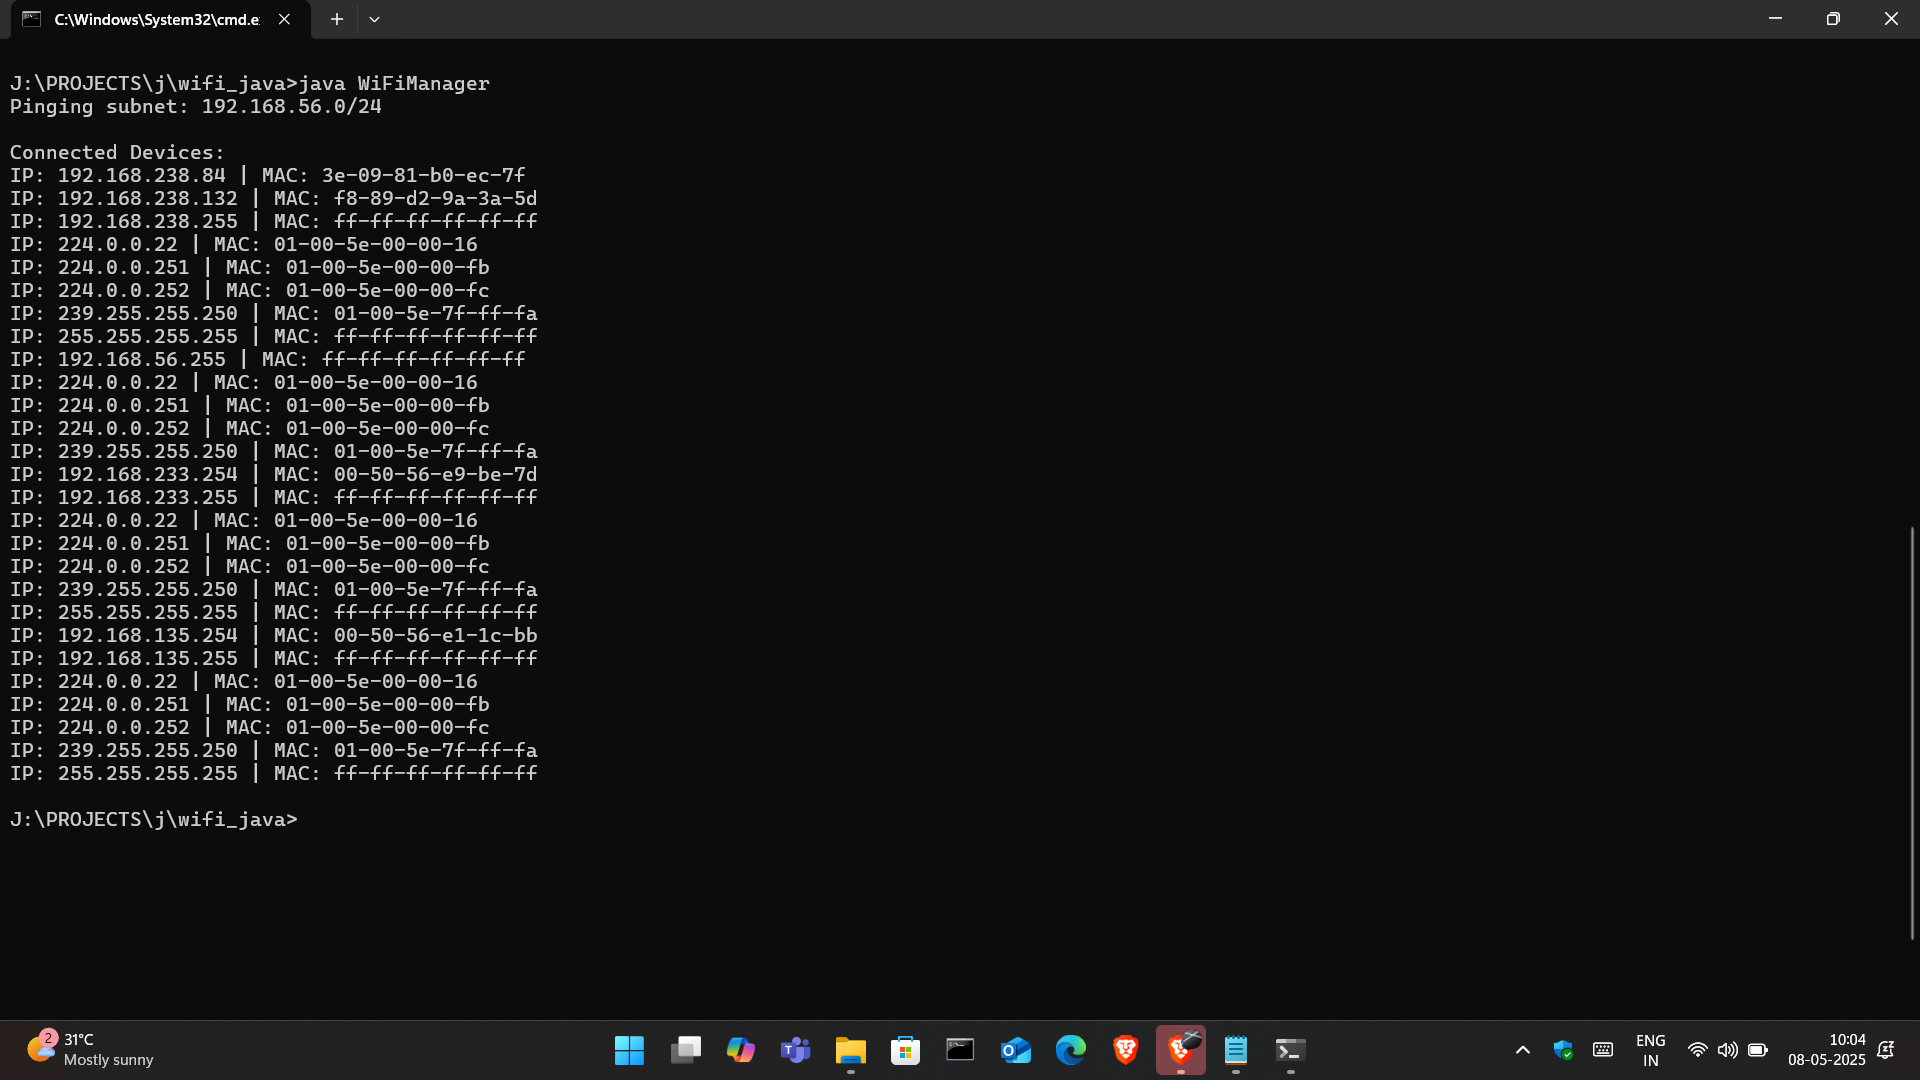 C:\Windows\System32\cmd.e
J:\PROJECTS\j\wifi_java>java WiFiManager
Pinging subnet: 192.168.56.0/24
Connected Devices:
IP: 192.168.238.84 | MAC: 3e-09-81-b0-ec-7f
IP: 192.168.238.132 | MAC: f8-89-d2-9a-3a-5d
IP: 192.168.238.255 | MAC: ff-ff-ff-ff-ff-ff
IP: 224.0.0.22 | MAC: 01-00-5e-00-00-16
IP: 224.0.0.251 | MAC: 01-00-5e-00-00-fb
IP: 224.0.0.252 | MAC: 01-00-5e-00-00-fc
IP: 239.255.255.250 | MAC: 01-00-5e-7f-ff-fa
IP: 255.255.255.255 | MAC: ff-ff-ff-ff-ff-ff
IP: 192.168.56.255 | MAC: ff-ff-ff-ff-ff-ff
IP: 224.0.0.22 | MAC: 01-00-5e-00-00-16
IP: 224.0.0.251 | MAC: 01-00-5e-00-00-fb
IP: 224.0.0.252 | MAC: 01-00-5e-00-00-fc
IP: 239.255.255.250 | MAC: 01-00-5e-7f-ff-fa
IP: 192.168.233.254 | MAC: 00-50-56-e9-be-7d
IP: 192.168.233.255 | MAC: ff-ff-ff-ff-ff-ff
IP: 224.0.0.22 | MAC: 01-00-5e-00-00-16
IP: 224.0.0.251 | MAC: 01-00-5e-00-00-fb
IP: 224.0.0.252 | MAC: 01-00-5e-00-00-fc
IP: 239.255.255.250 | MAC: 01-00-5e-7f-ff-fa
IP: 255.255.255.255 | MAC: ff-ff-ff-ff-ff-ff
IP: 192.168.135.254 | MAC: 00-50-56-e1-1c-bb
IP: 192.168.135.255 | MAC: ff-ff-ff-ff-ff-ff
IP: 224.0.0.22 | MAC: 01-00-5e-00-00-16
IP: 224.0.0.251 | MAC: 01-00-5e-00-00-fb
IP: 224.0.0.252 | MAC: 01-00-5e-00-00-fc
IP: 239.255.255.250 | MAC: 01-00-5e-7f-ff-fa
IP: 255.255.255.255 | MAC: ff-ff-ff-ff-ff-ff
J:\PROJECTS\j\wifi_java>
2
31°C
Mostly sunny
ENG
IN
10:04
08-05-2025